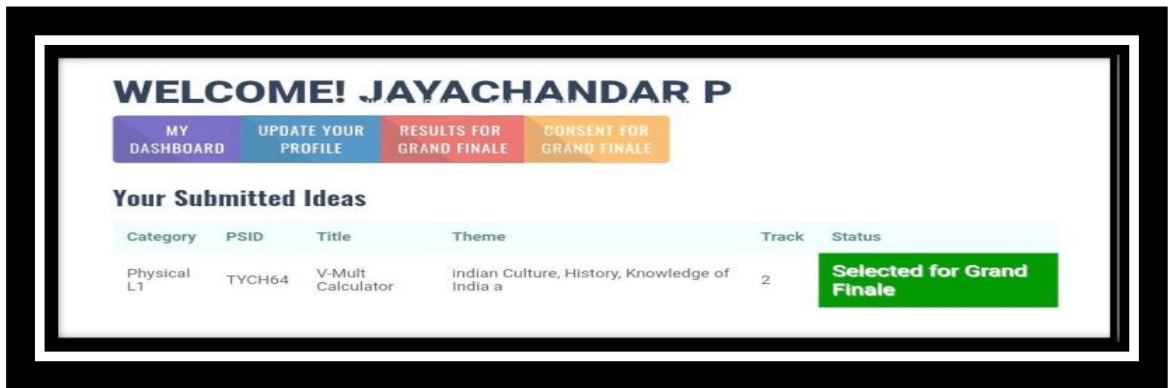 WELCOME! JAYACHANDAR P
MY DASHBOARD
UPDATE YOUR PROFILE
RESULTS FOR GRAND FINALE
CONSENT FOR GRAND FINALE
Your Submitted Ideas
Category PSID Title Theme Track Status
Physical L1 TYCH64 V-Mult Calculator indian Culture, History, Knowledge of India a 2 Selected for Grand Finale